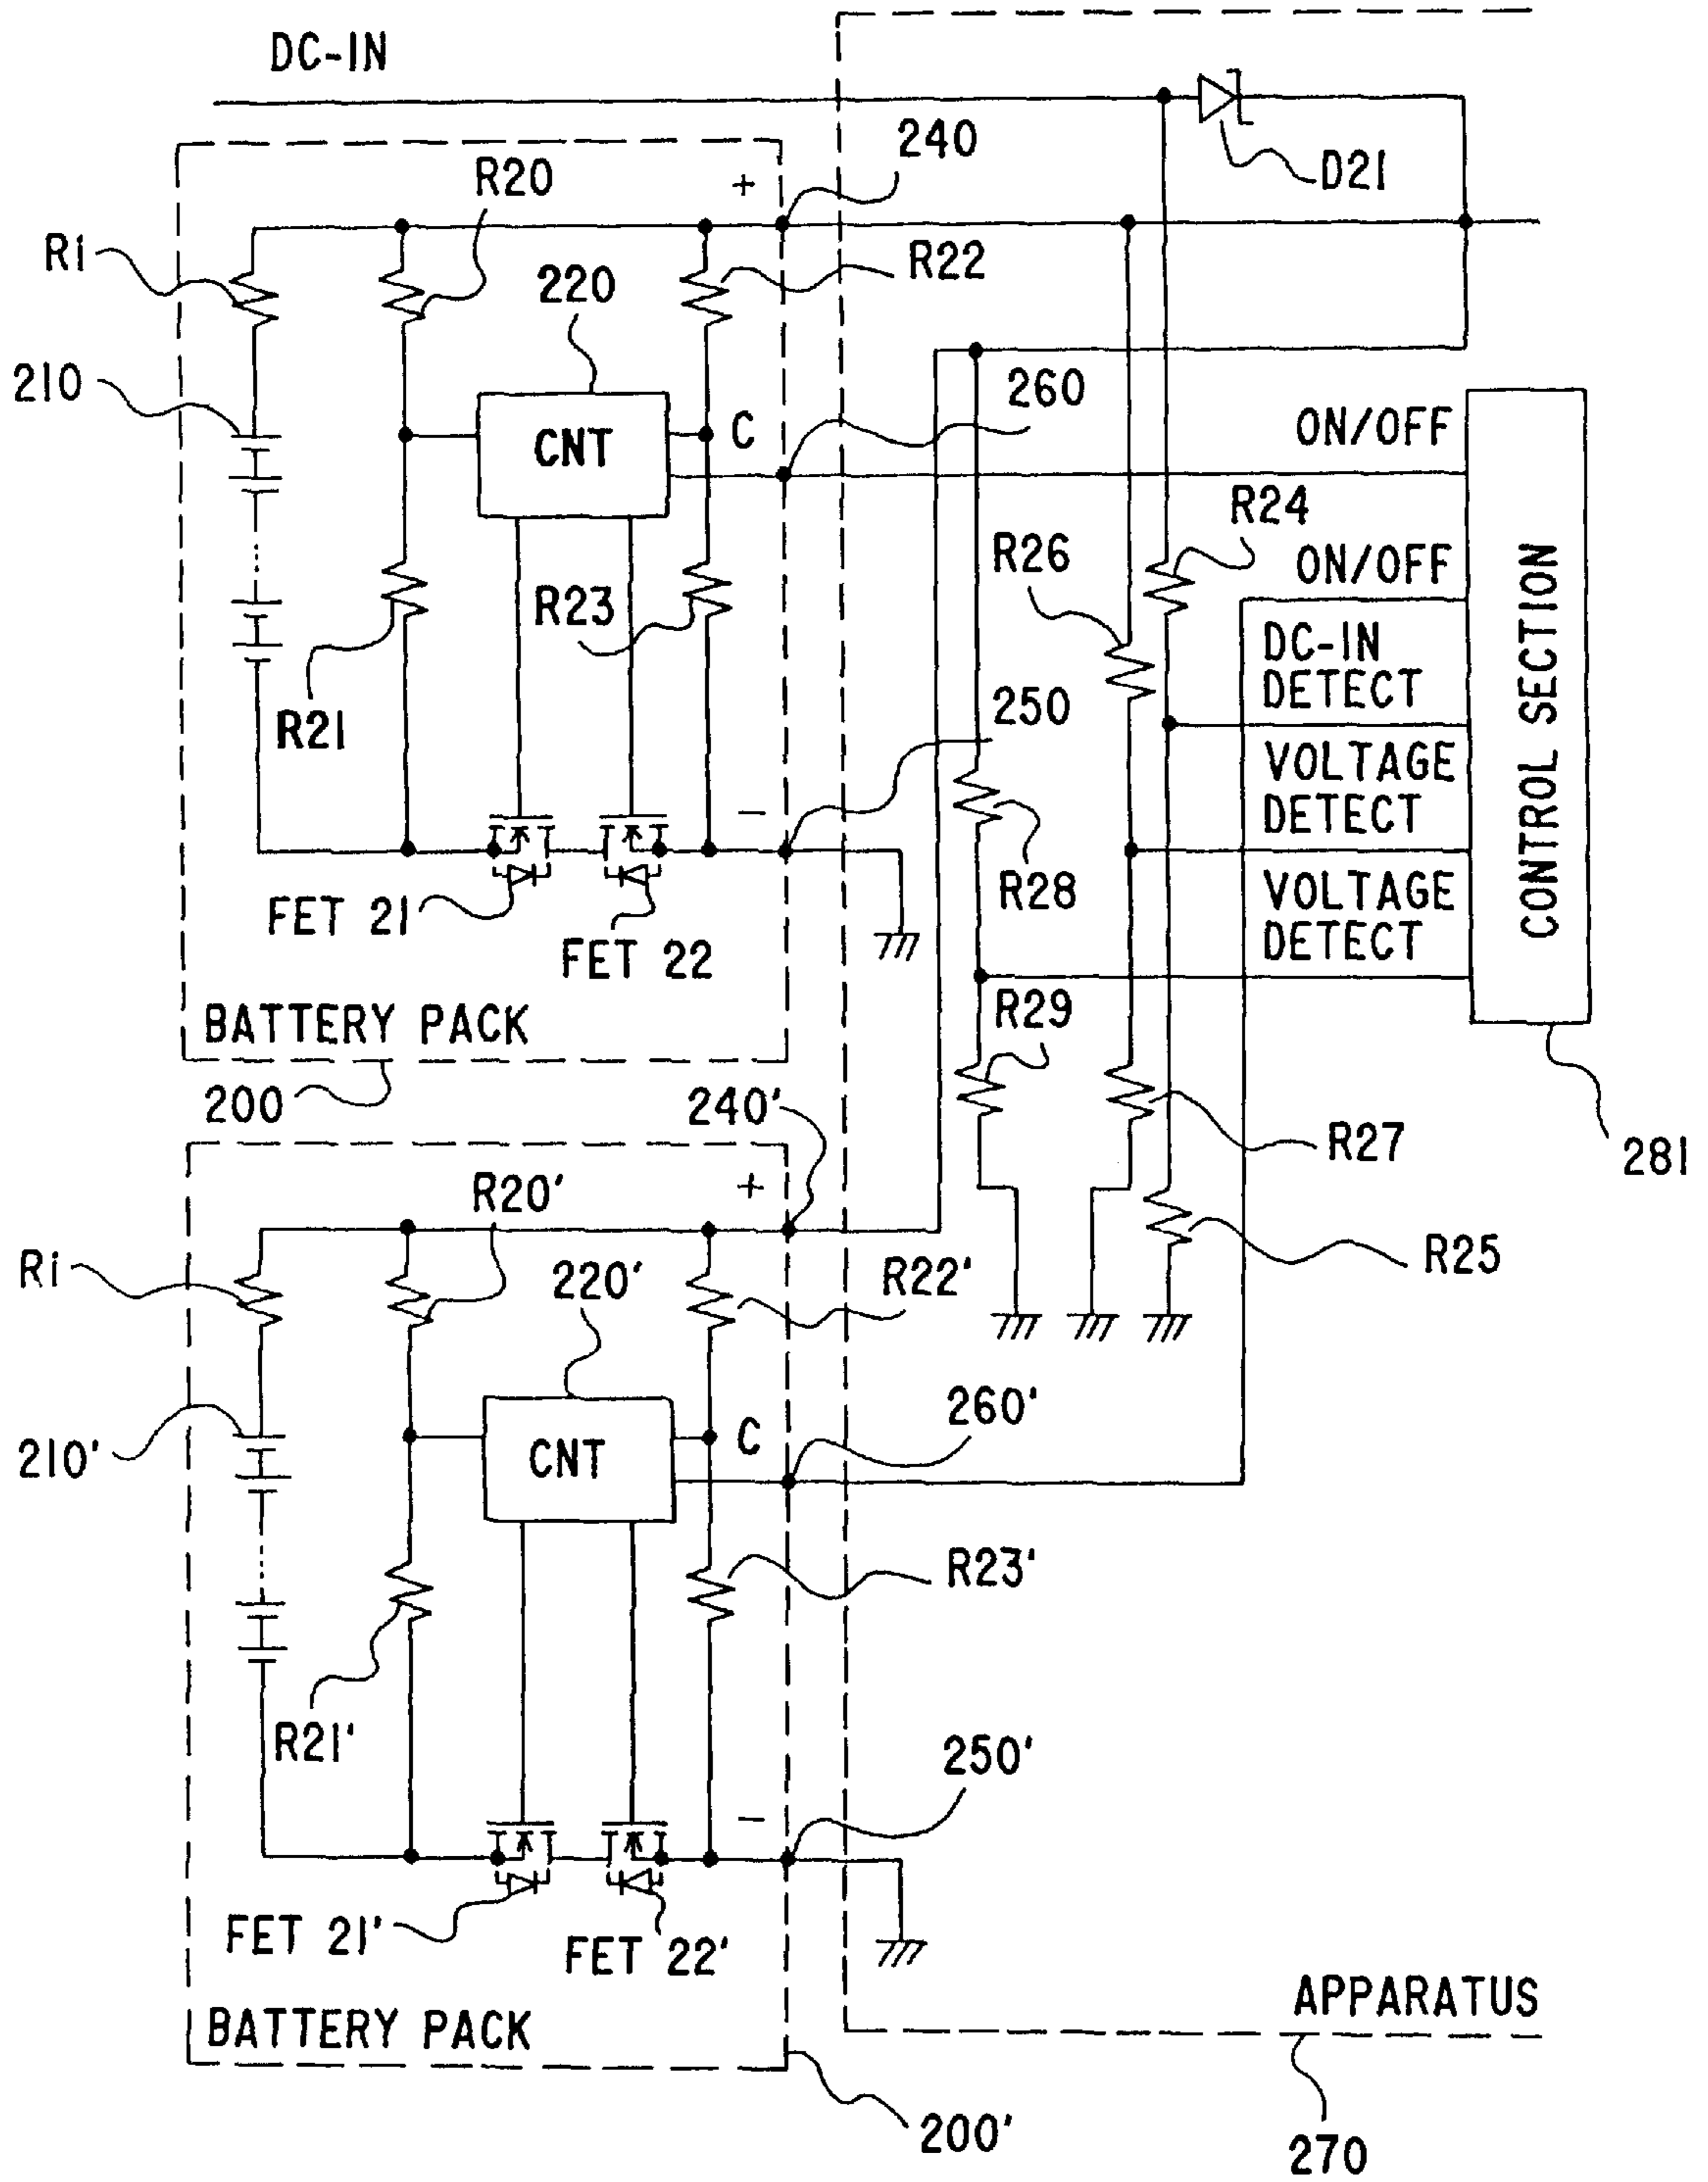 DC-IN
240
D21
R20
+
Ri
220
R22
210
260
CNT
C
ON/OFF
R24
R26
ON/OFF
R23
DC-IN
DETECT
CONTROL SECTION
R21
250
VOLTAGE
DETECT
–
R28
VOLTAGE
DETECT
FET 21
FET 22
R29
BATTERY PACK
200
240'
R27
281
R20'
+
Ri
220'
R22'
R25
260'
210'
CNT
C
R23'
R21'
250'
–
FET 21'
FET 22'
APPARATUS
BATTERY PACK
200'
270